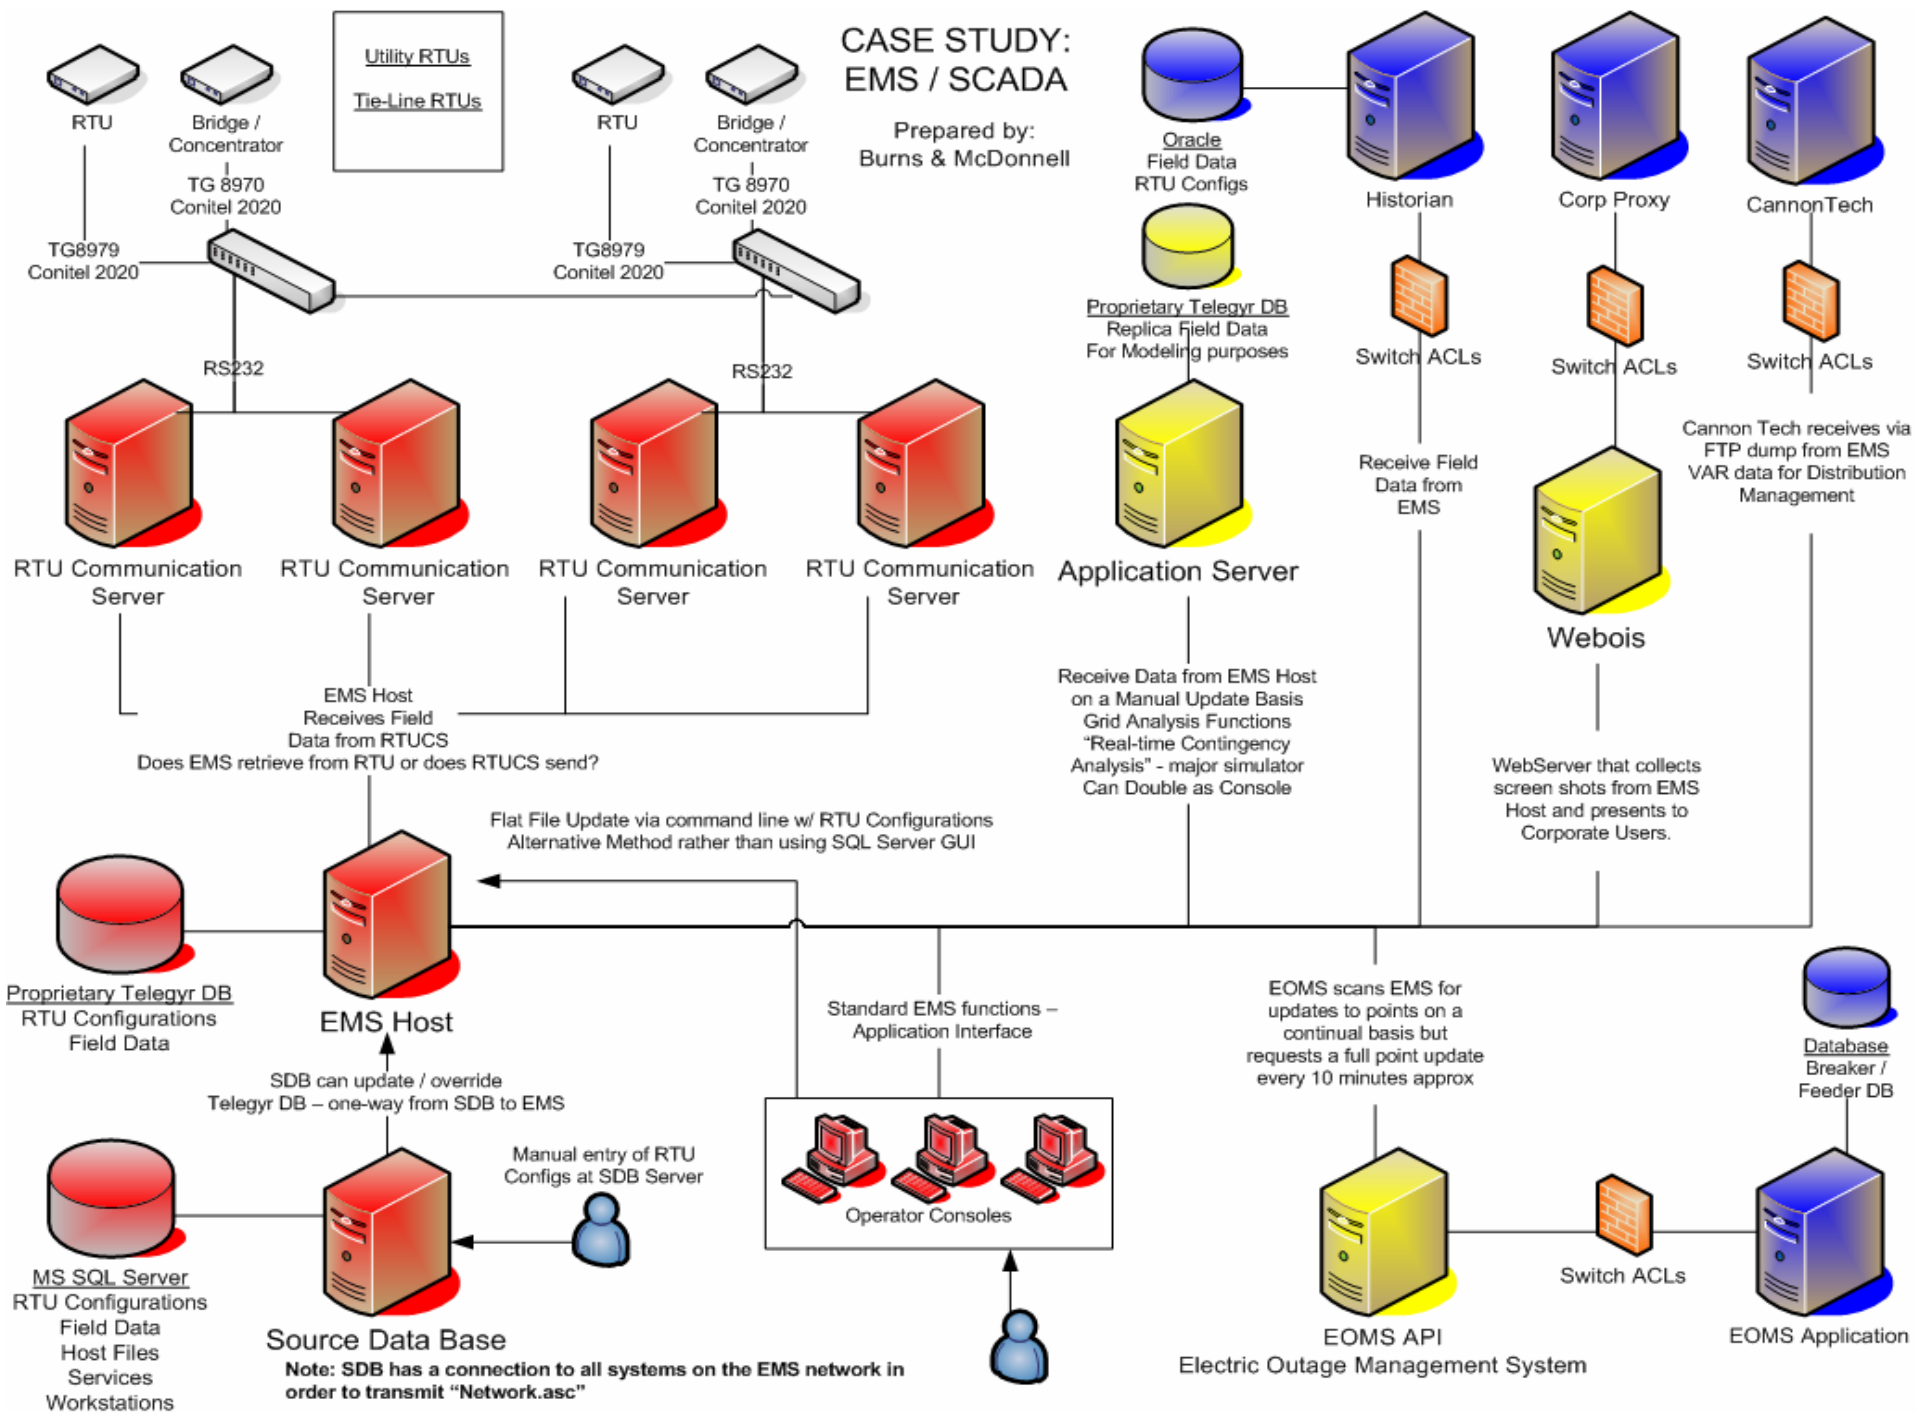 CASE STUDY:
EMS / SCADA
Prepared by:
Burns & McDonnell
Utility RTUs
Tie-Line RTUs
RTU
Bridge /
Concentrator
TG 8970
Conitel 2020
TG8979
Conitel 2020
RS232
RTU
Bridge /
Concentrator
TG 8970
Conitel 2020
TG8979
Conitel 2020
RS232
Oracle
Field Data
RTU Configs
Proprietary Telegyr DB
Replica Field Data
For Modeling purposes
Historian
Corp Proxy
CannonTech
Switch ACLs
Switch ACLs
Switch ACLs
Receive Field
Data from
EMS
Cannon Tech receives via
FTP dump from EMS
VAR data for Distribution
Management
RTU Communication
Server
RTU Communication
Server
RTU Communication
Server
RTU Communication
Server
Application Server
Webois
EMS Host
Receives Field
Data from RTUCS
Does EMS retrieve from RTU or does RTUCS send?
Receive Data from EMS Host
on a Manual Update Basis
Grid Analysis Functions
“Real-time Contingency
Analysis” - major simulator
Can Double as Console
WebServer that collects
screen shots from EMS
Host and presents to
Corporate Users.
Flat File Update via command line w/ RTU Configurations
Alternative Method rather than using SQL Server GUI
Proprietary Telegyr DB
RTU Configurations
Field Data
EMS Host
Standard EMS functions –
Application Interface
EOMS scans EMS for
updates to points on a
continual basis but
requests a full point update
every 10 minutes approx
Database
Breaker /
Feeder DB
SDB can update / override
Telegyr DB – one-way from SDB to EMS
Manual entry of RTU
Configs at SDB Server
Operator Consoles
MS SQL Server
RTU Configurations
Field Data
Host Files
Services
Workstations
Source Data Base
Note: SDB has a connection to all systems on the EMS network in
order to transmit “Network.asc”
Switch ACLs
EOMS API
Electric Outage Management System
EOMS Application